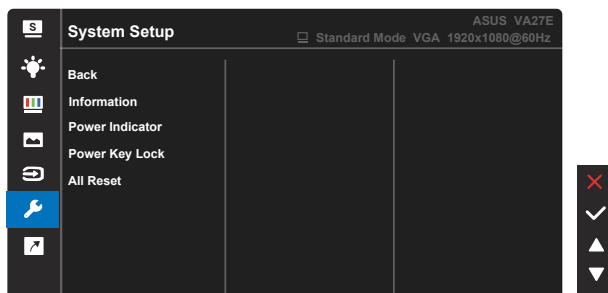 S
System Setup
ASUS VA27E
Standard Mode VGA 1920x1080@60Hz
Back
Information
Power Indicator
Power Key Lock
All Reset